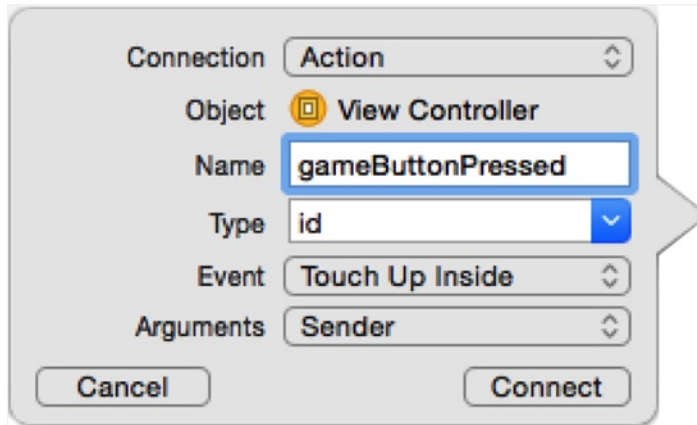 Connection Action
Object View Controller
Name gameButtonPressed
Type id
Event Touch Up Inside
Arguments Sender
Cancel Connect